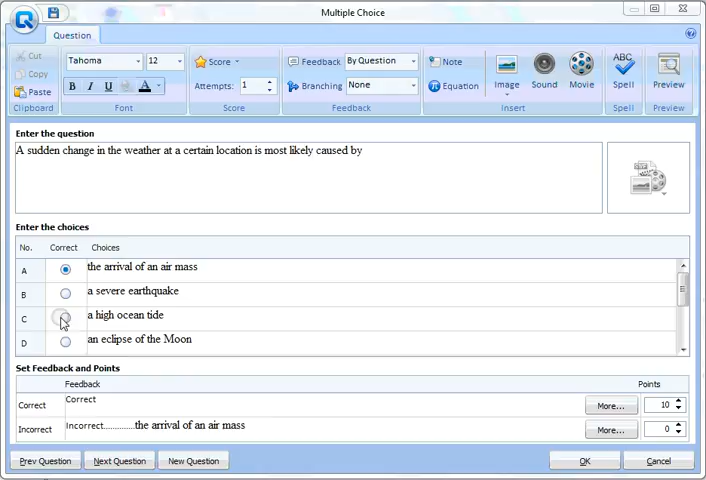 Multiple Choice
Question
Cut
Copy
Paste
Clipboard
Tahoma 12
B I U A
Font
Score
Attempts: 1
Score
Feedback By Question
Branching None
Feedback
Note
Equation
Image
Sound
Movie
Insert
ABC
Spell
Spell
Preview
Preview
Enter the question
A sudden change in the weather at a certain location is most likely caused by
Enter the choices
No. Correct Choices
A the arrival of an air mass
B a severe earthquake
C a high ocean tide
D an eclipse of the Moon
Set Feedback and Points
Feedback Points
Correct Correct More... 10
Incorrect Incorrect.............the arrival of an air mass More... 0
Prev Question Next Question New Question OK Cancel